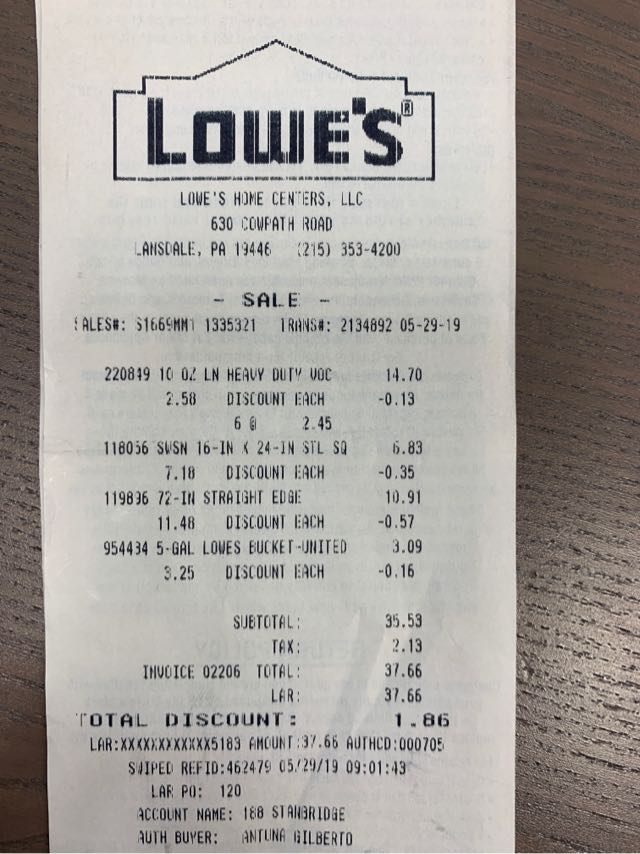 LOWE'S®
LOWE'S HOME CENTERS, LLC
630 COWPATH ROAD
LANSDALE, PA 19446 (215) 353-4200
- SALE -
SALES#: S1669MM1 1335321 TRANS#: 2134892 05-29-19
220849 10 OZ LN HEAVY DUTY VOC 14.70
2.58 DISCOUNT EACH -0.13
6 @ 2.45
118056 SWSN 16-IN X 24-IN STL SQ 6.83
7.18 DISCOUNT EACH -0.35
119836 72-IN STRAIGHT EDGE 10.91
11.48 DISCOUNT EACH -0.57
954434 5-GAL LOWES BUCKET-UNITED 3.09
3.25 DISCOUNT EACH -0.16
SUBTOTAL: 35.53
TAX: 2.13
INVOICE 02206 TOTAL: 37.66
LAR: 37.66
TOTAL DISCOUNT: 1.86
LAR:XXXXXXXXXXXX5183 AMOUNT:37.66 AUTHCD:000705
SWIPED REFID:462479 05/29/19 09:01:43
LAR PO: 120
ACCOUNT NAME: 188 STANBRIDGE
AUTH BUYER: ANTUNA GILBERTO